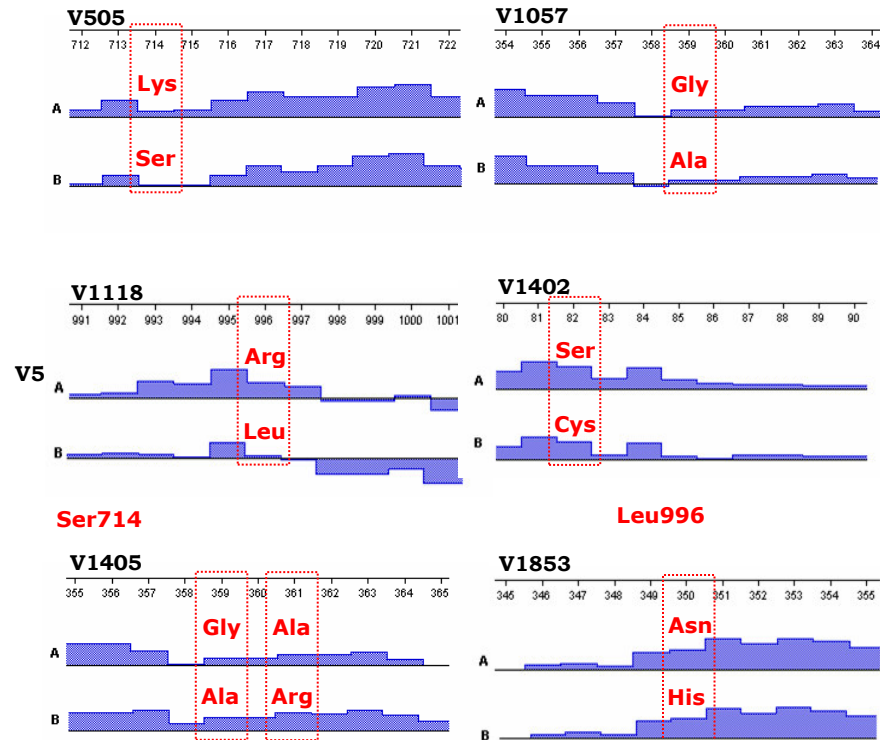 V505
712 713 714 715 716 717 718 719 720 721 722
Lys
A
Ser
B
V1057
354 355 356 357 358 359 360 361 362 363 364
Gly
A
Ala
B
V1118
991 992 993 994 995 996 997 998 999 1000 1001
Arg
V5
A
Leu
B
V1402
80 81 82 83 84 85 86 87 88 89 90
Ser
A
Cys
B
Ser714
Leu996
V1405
355 356 357 358 359 360 361 362 363 364 365
Gly Ala
A
Ala Arg
B
V1853
346 347 348 349 350 351 352 353 354 355
Asn
A
His
B